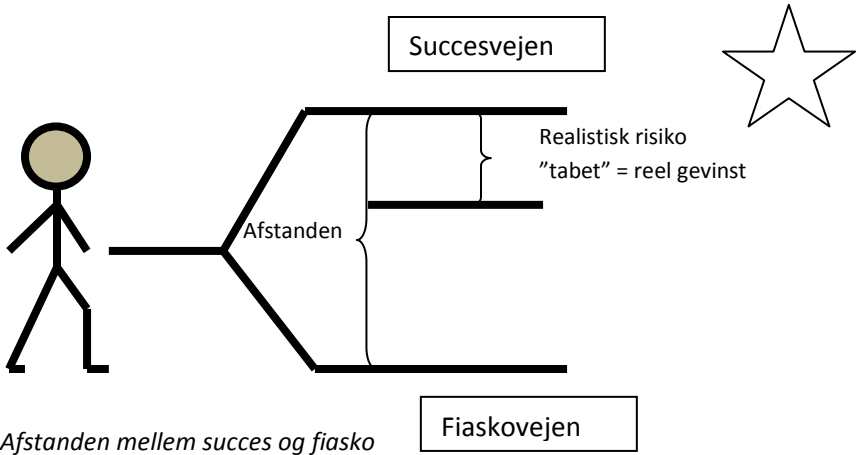 Succesvejen
Realistisk risiko
”tabet” = reel gevinst
Afstanden
Fiaskovejen
Afstanden mellem succes og fiasko